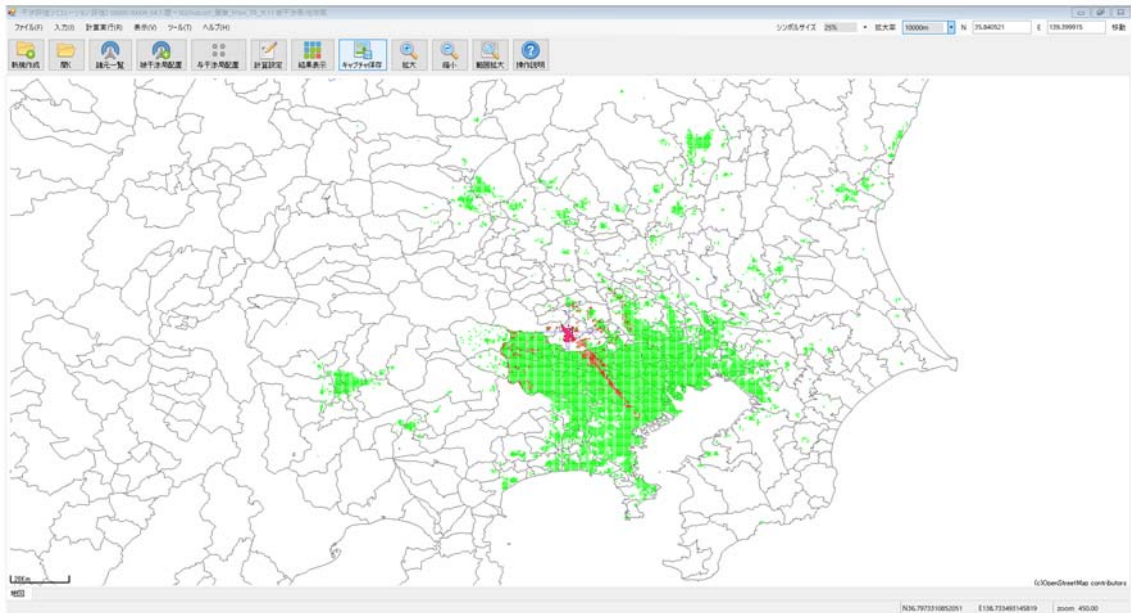 ファイル(F) 入力(I) 計算実行(R) 表示(V) ツール(T) ヘルプ(H)
シンボルサイズ 25% 拡大率 10000m N 35.840521 E 139.399915 移動
新規作成 開く 諸元一覧 被干渉局配置 与干渉局配置 計算設定 結果表示 キャプチャ保存 拡大 縮小 範囲拡大 操作説明
20Km
(c)OpenStreetMap contributors
地図
N36.7973310852051 E138.733493145819 zoom 450.00